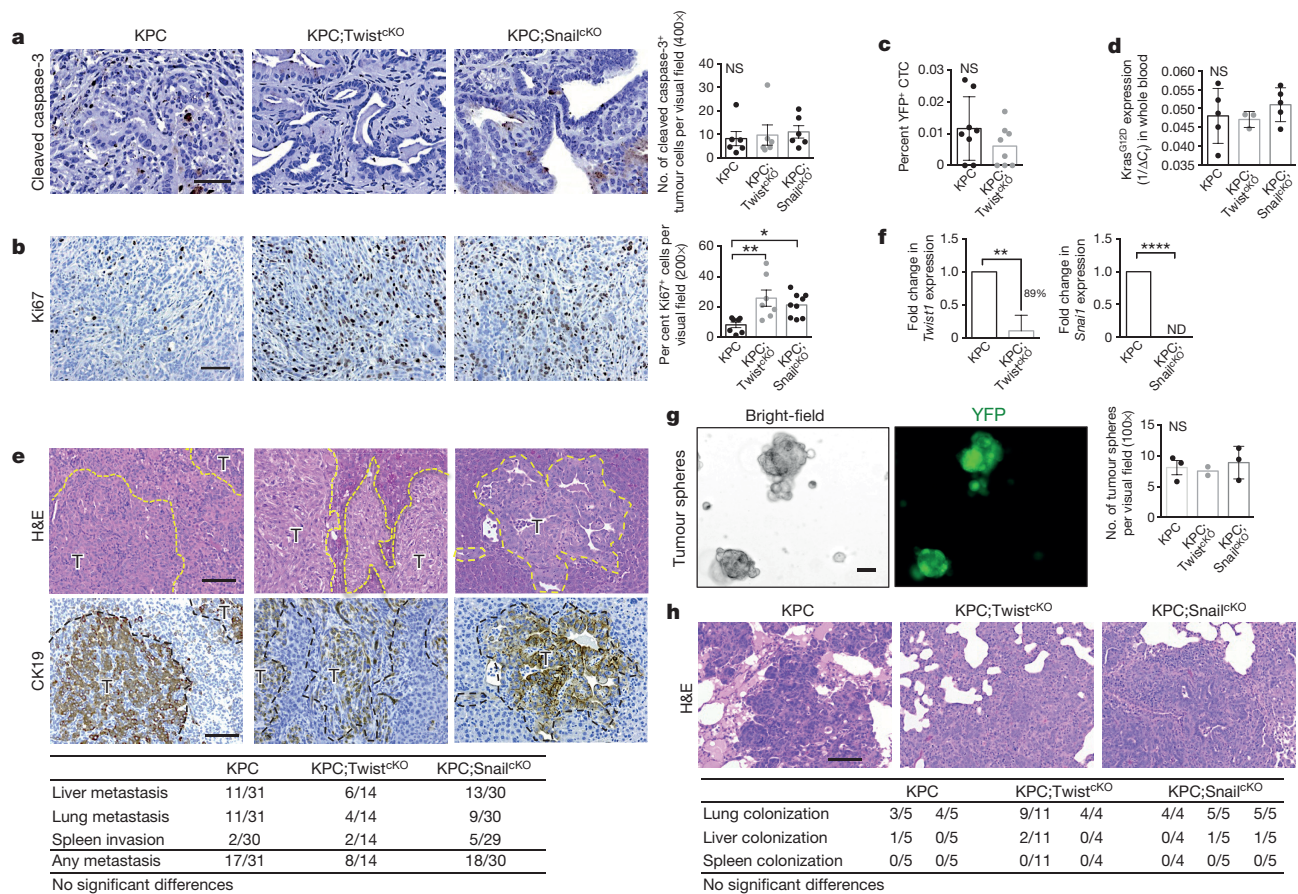 a
KPC
KPC;Twist^cKO
KPC;Snail^cKO
Cleaved caspase-3
No. of cleaved caspase-3+
tumour cells per visual field (400×)
40
30
20
10
0
NS
KPC
KPC;
Twist^cKO
KPC;
Snail^cKO
c
Percent YFP+ CTC
0.03
0.02
0.01
0
NS
KPC
KPC;
Twist^cKO
d
Kras^G12D expression
(1/ΔCt) in whole blood
0.060
0.055
0.050
0.045
0.040
0.035
NS
KPC
KPC;
Twist^cKO
KPC;
Snail^cKO
b
Ki67
Per cent Ki67+ cells per
visual field (200×)
60
40
20
0
**
*
KPC
KPC;
Twist^cKO
KPC;
Snail^cKO
f
Fold change in
Twist1 expression
1.5
1.0
0.5
0
**
89%
KPC
KPC;
Twist^cKO
Fold change in
Snai1 expression
1.5
1.0
0.5
0
****
ND
KPC
KPC;
Snail^cKO
e
H&E
T
T
T
T
T
CK19
T
T
T
T
T
KPC KPC;Twist^cKO KPC;Snail^cKO
Liver metastasis 11/31 6/14 13/30
Lung metastasis 11/31 4/14 9/30
Spleen invasion 2/30 2/14 5/29
Any metastasis 17/31 8/14 18/30
No significant differences
g
Bright-field
YFP
Tumour spheres
No. of tumour spheres
per visual field (100×)
15
10
5
0
NS
KPC
KPC;
Twist^cKO
KPC;
Snail^cKO
h
KPC
KPC;Twist^cKO
KPC;Snail^cKO
H&E
KPC KPC;Twist^cKO KPC;Snail^cKO
Lung colonization 3/5 4/5 9/11 4/4 4/4 5/5 5/5
Liver colonization 1/5 0/5 2/11 0/4 0/4 1/5 1/5
Spleen colonization 0/5 0/5 0/11 0/4 0/4 0/5 0/5
No significant differences